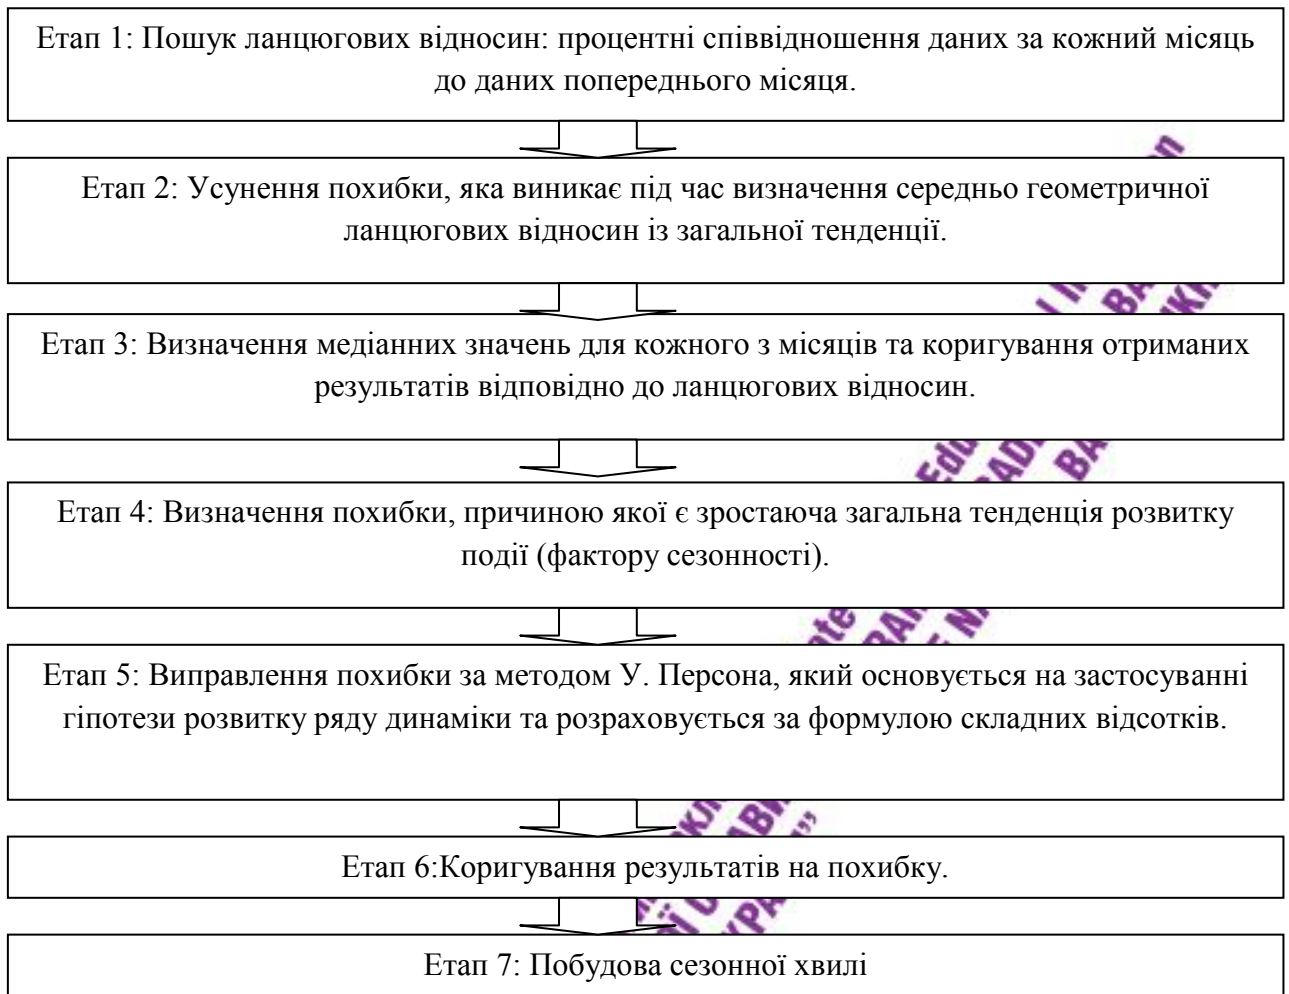 Етап 1: Пошук ланцюгових відносин: процентні співвідношення даних за кожний місяць
до даних попереднього місяця.
Етап 2: Усунення похибки, яка виникає під час визначення середньо геометричної
ланцюгових відносин із загальної тенденції.
Етап 3: Визначення медіанних значень для кожного з місяців та коригування отриманих
результатів відповідно до ланцюгових відносин.
Етап 4: Визначення похибки, причиною якої є зростаюча загальна тенденція розвитку
події (фактору сезонності).
Етап 5: Виправлення похибки за методом У. Персона, який основується на застосуванні
гіпотези розвитку ряду динаміки та розраховується за формулою складних відсотків.
Етап 6:Коригування результатів на похибку.
Етап 7: Побудова сезонної хвилі